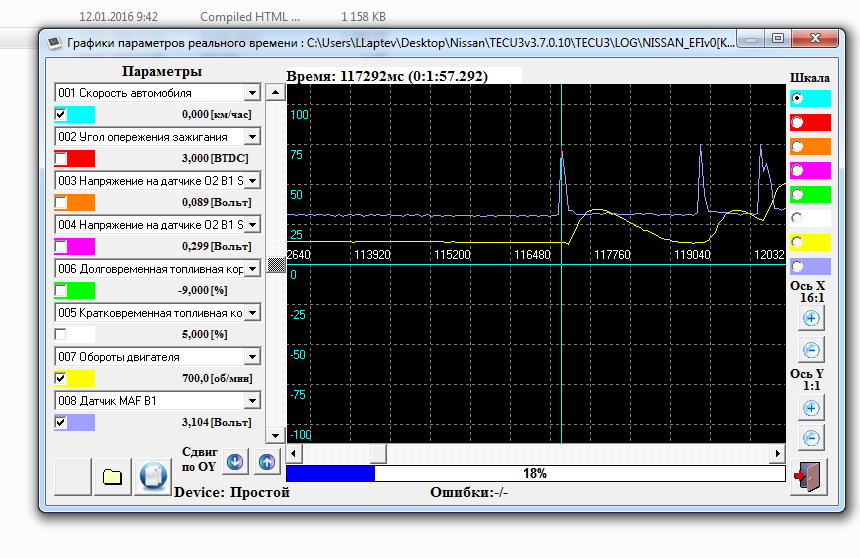 12.01.2016 9:42 Compiled HTML ... 1 158 KB
Графики параметров реального времени : C:\Users\LLaptev\Desktop\Nissan\TECU3v3.7.0.10\TECU3\LOG\NISSAN_EFIv0[К...
Параметры
Время: 117292мс (0:1:57.292)
Шкала
001 Скорость автомобиля
0,000 [км/час]
002 Угол опережения зажигания
3,000 [BTDC]
003 Напряжение на датчике O2 B1 S
0,089 [Вольт]
004 Напряжение на датчике O2 B1 S
0,299 [Вольт]
006 Долговременная топливная кор
-9,000 [%]
005 Кратковременная топливная ко
5,000 [%]
007 Обороты двигателя
700,0 [об/мин]
008 Датчик MAF B1
3,104 [Вольт]
100
75
50
25
2640 113920 115200 116480 117760 119040 12032
0
-25
-50
-75
-100
Ось X
16:1
Ось Y
1:1
Сдвиг
по OY
18%
Device: Простой
Ошибки:-/-